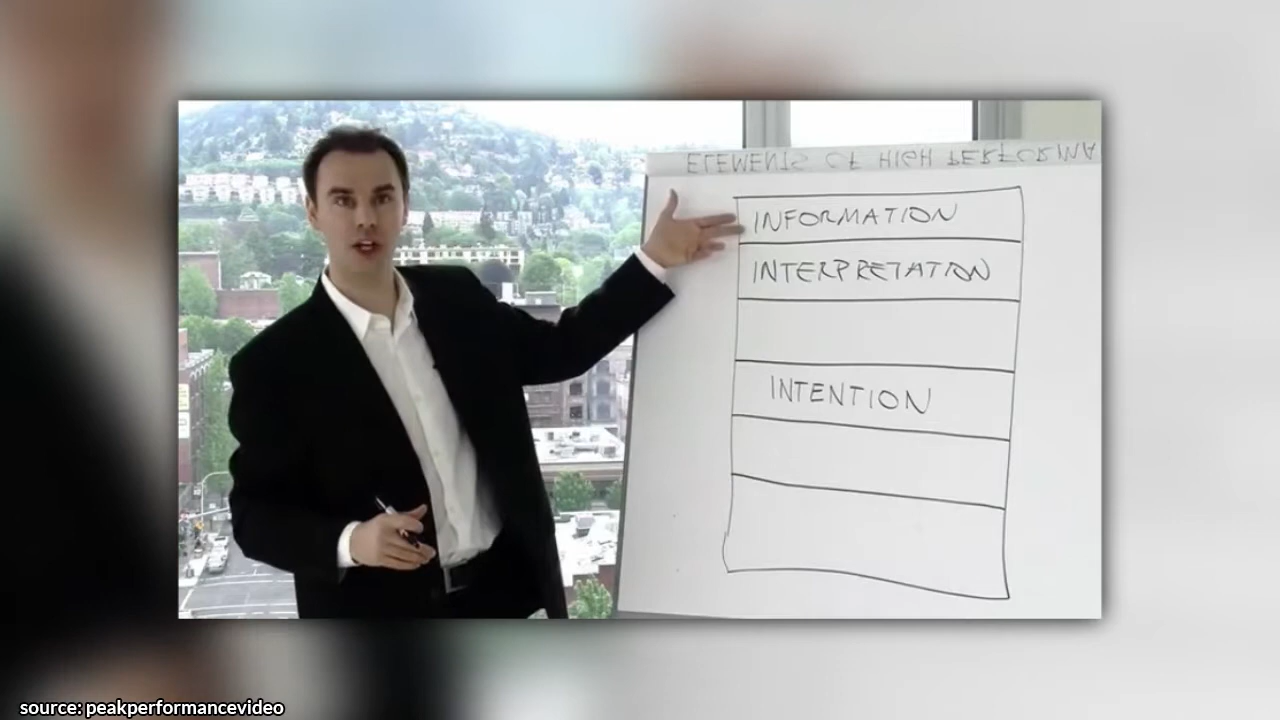 ELEMENTS OF HIGH PERFORMA
INFORMATION
INTERPRETATION
INTENTION
source: peakperformancevideo